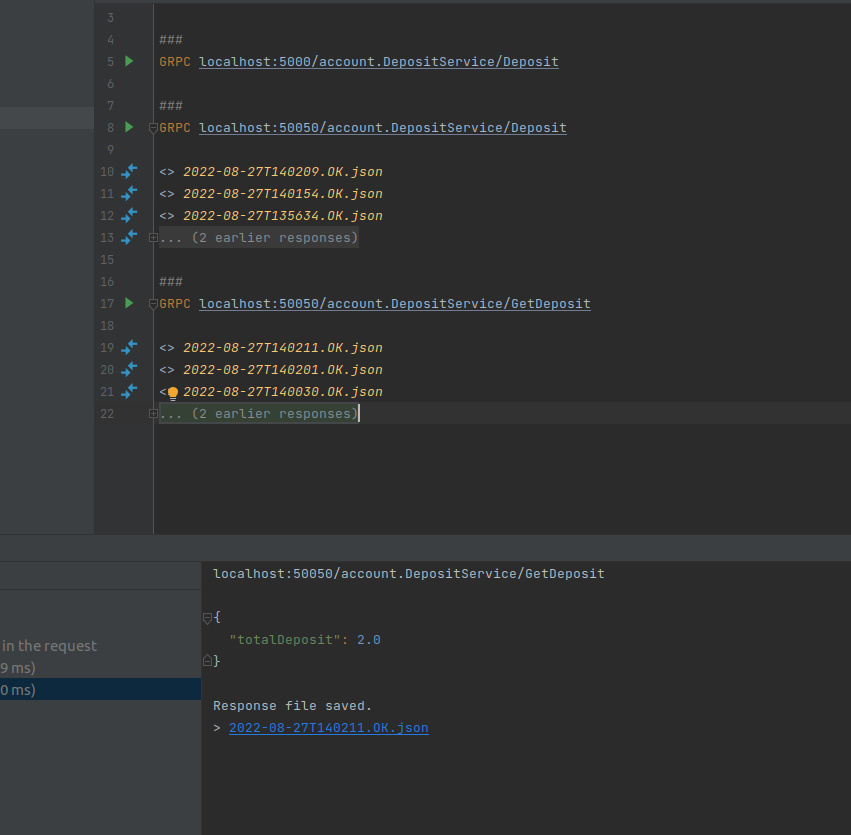 3
4 ###
5 GRPC localhost:5000/account.DepositService/Deposit
6
7 ###
8 GRPC localhost:50050/account.DepositService/Deposit
9
10 <> 2022-08-27T140209.OK.json
11 <> 2022-08-27T140154.OK.json
12 <> 2022-08-27T135634.OK.json
13 ... (2 earlier responses)
15
16 ###
17 GRPC localhost:50050/account.DepositService/GetDeposit
18
19 <> 2022-08-27T140211.OK.json
20 <> 2022-08-27T140201.OK.json
21 < 2022-08-27T140030.OK.json
22 ... (2 earlier responses)
in the request
9 ms)
0 ms)
localhost:50050/account.DepositService/GetDeposit
{
"totalDeposit": 2.0
}
Response file saved.
> 2022-08-27T140211.OK.json